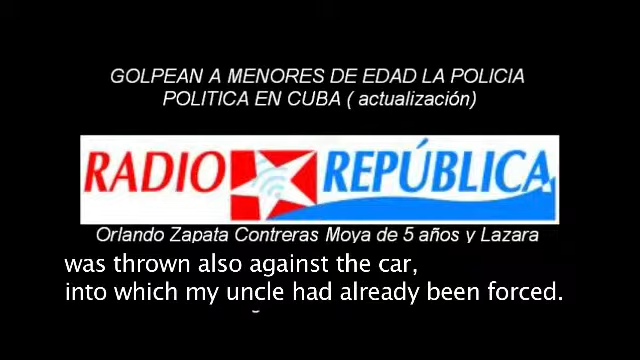 GOLPEAN A MENORES DE EDAD LA POLICIA
POLITICA EN CUBA ( actualización)
RADIO REPÚBLICA
Orlando Zapata Contreras Moya de 5 años y Lazara
was thrown also against the car,
into which my uncle had already been forced.